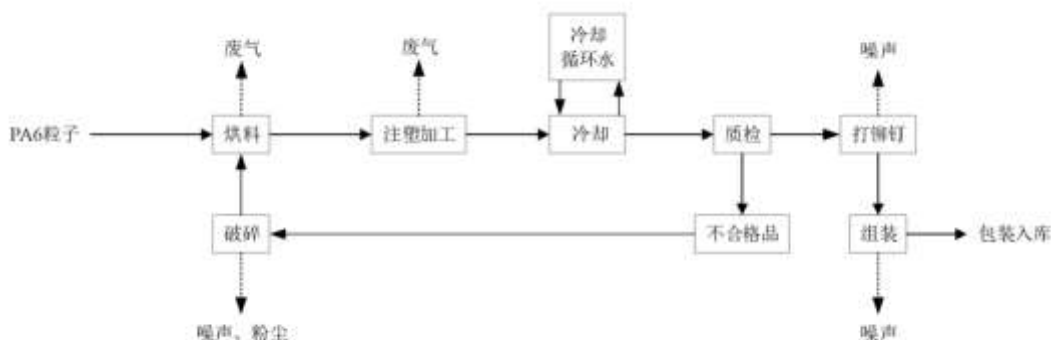 废气
废气
冷却
循环水
噪声
PA6粒子
烘料
注塑加工
冷却
质检
打铆钉
破碎
不合格品
组装
包装入库
噪声、粉尘
噪声